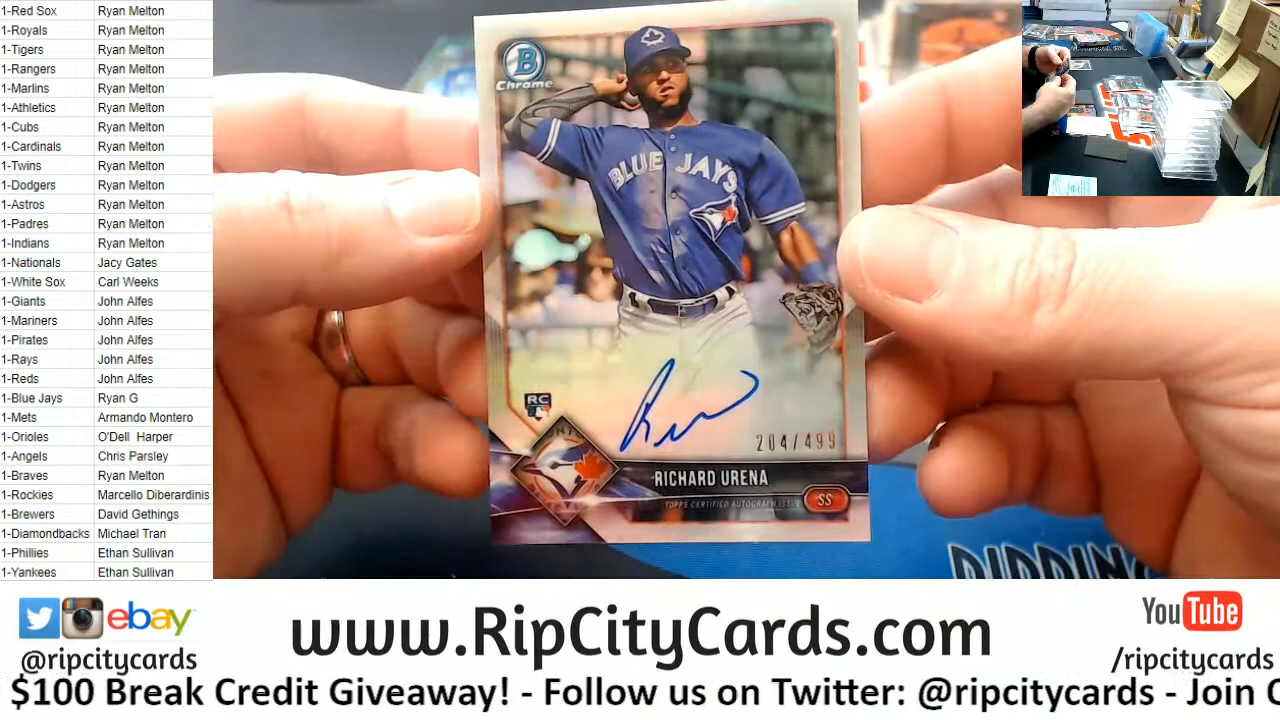 1-Red Sox Ryan Melton
1-Royals Ryan Melton
1-Tigers Ryan Melton
1-Rangers Ryan Melton
1-Marlins Ryan Melton
1-Athletics Ryan Melton
1-Cubs Ryan Melton
1-Cardinals Ryan Melton
1-Twins Ryan Melton
1-Dodgers Ryan Melton
1-Astros Ryan Melton
1-Padres Ryan Melton
1-Indians Ryan Melton
1-Nationals Jacy Gates
1-White Sox Carl Weeks
1-Giants John Alfes
1-Mariners John Alfes
1-Pirates John Alfes
1-Rays John Alfes
1-Reds John Alfes
1-Blue Jays Ryan G
1-Mets Armando Montero
1-Orioles O'Dell Harper
1-Angels Chris Parsley
1-Braves Ryan Melton
1-Rockies Marcello Diberardinis
1-Brewers David Gethings
1-Diamondbacks Michael Tran
1-Phillies Ethan Sullivan
1-Yankees Ethan Sullivan
B
Chrome
BLUE JAYS
RC
204/499
RICHARD URENA
TOPPS CERTIFIED AUTOGRAPH ISSUE
SS
ebay
@ripcitycards
www.RipCityCards.com
YouTube
/ripcitycards
$100 Break Credit Giveaway! - Follow us on Twitter: @ripcitycards - Join